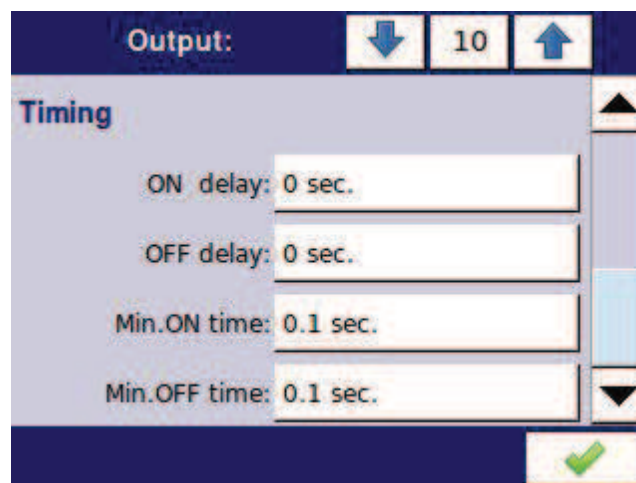 Output: 10
Timing
ON delay: 0 sec.
OFF delay: 0 sec.
Min.ON time: 0.1 sec.
Min.OFF time: 0.1 sec.